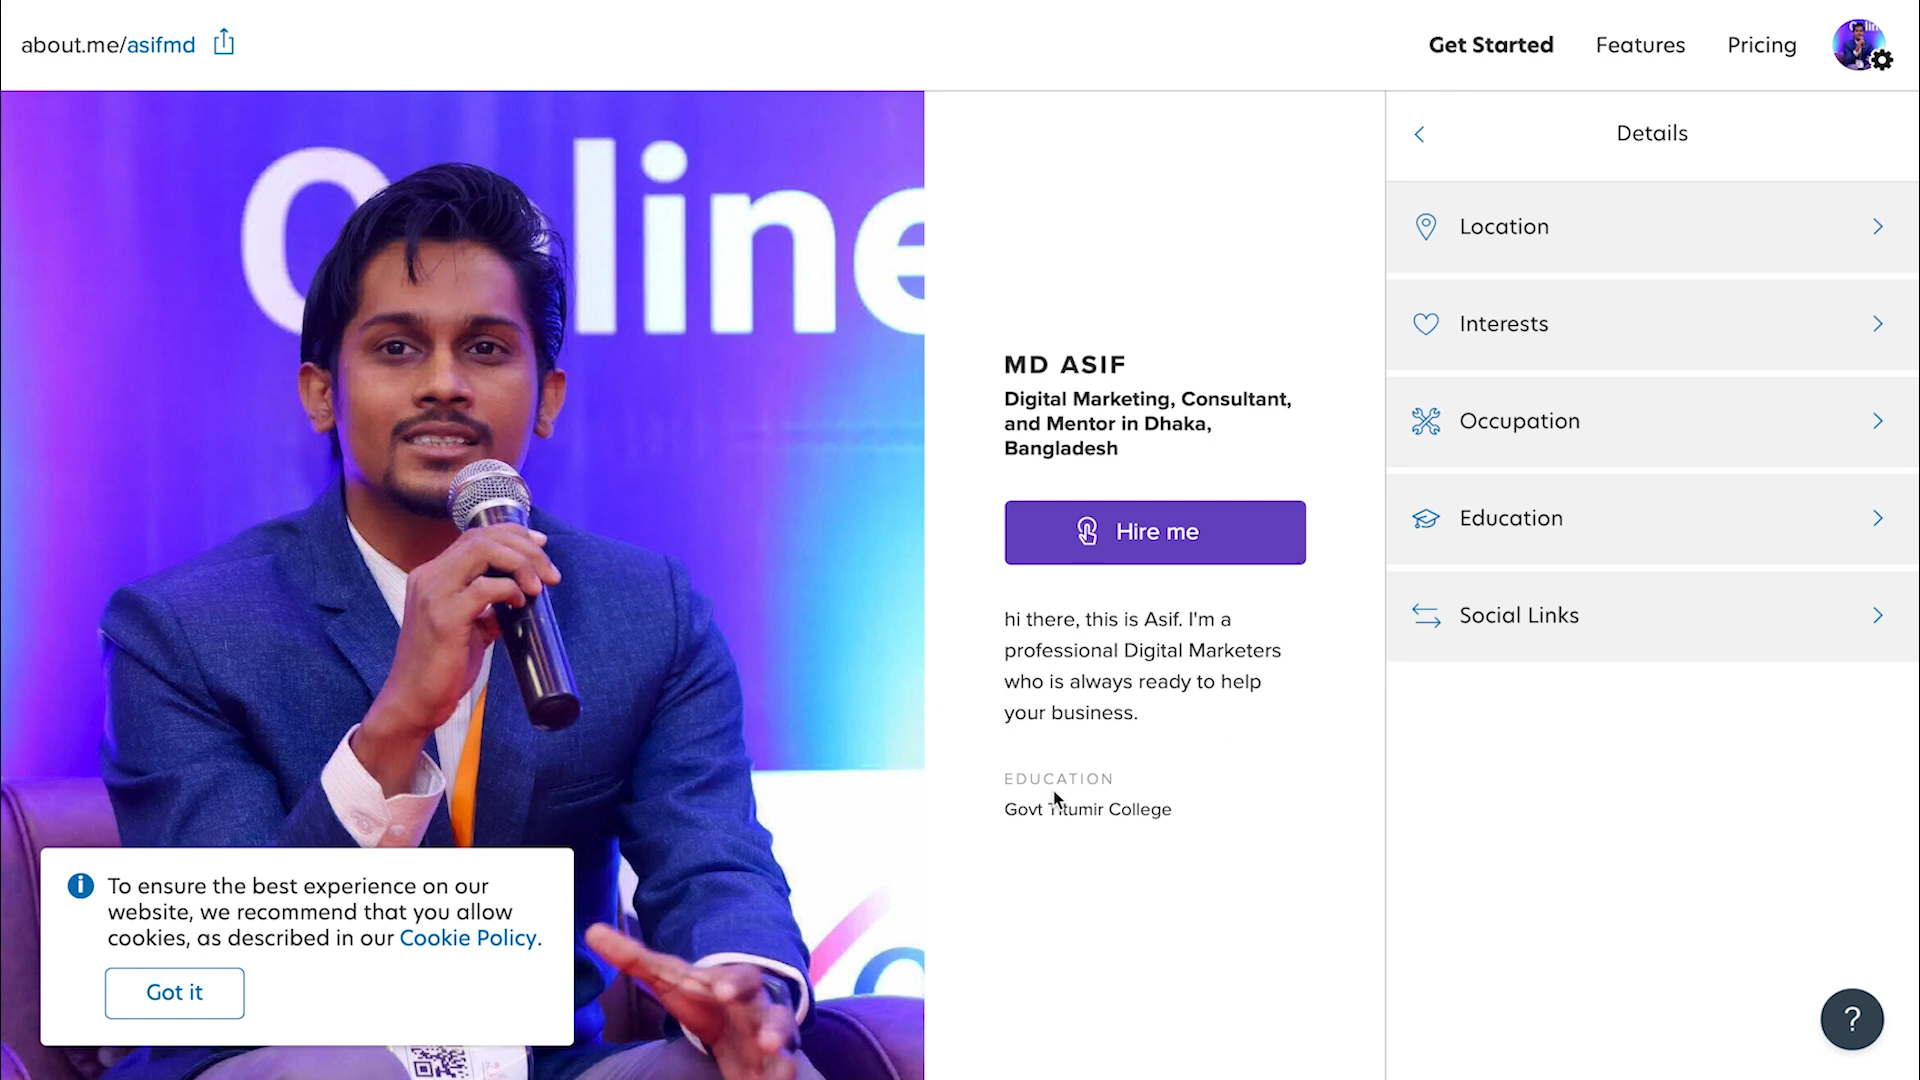 about.me/asifmd
Get Started
Features
Pricing
Online
MD ASIF
Digital Marketing, Consultant,
and Mentor in Dhaka,
Bangladesh
Hire me
hi there, this is Asif. I'm a
professional Digital Marketers
who is always ready to help
your business.
EDUCATION
Govt Titumir College
Details
Location
Interests
Occupation
Education
Social Links
To ensure the best experience on our
website, we recommend that you allow
cookies, as described in our Cookie Policy.
Got it
?